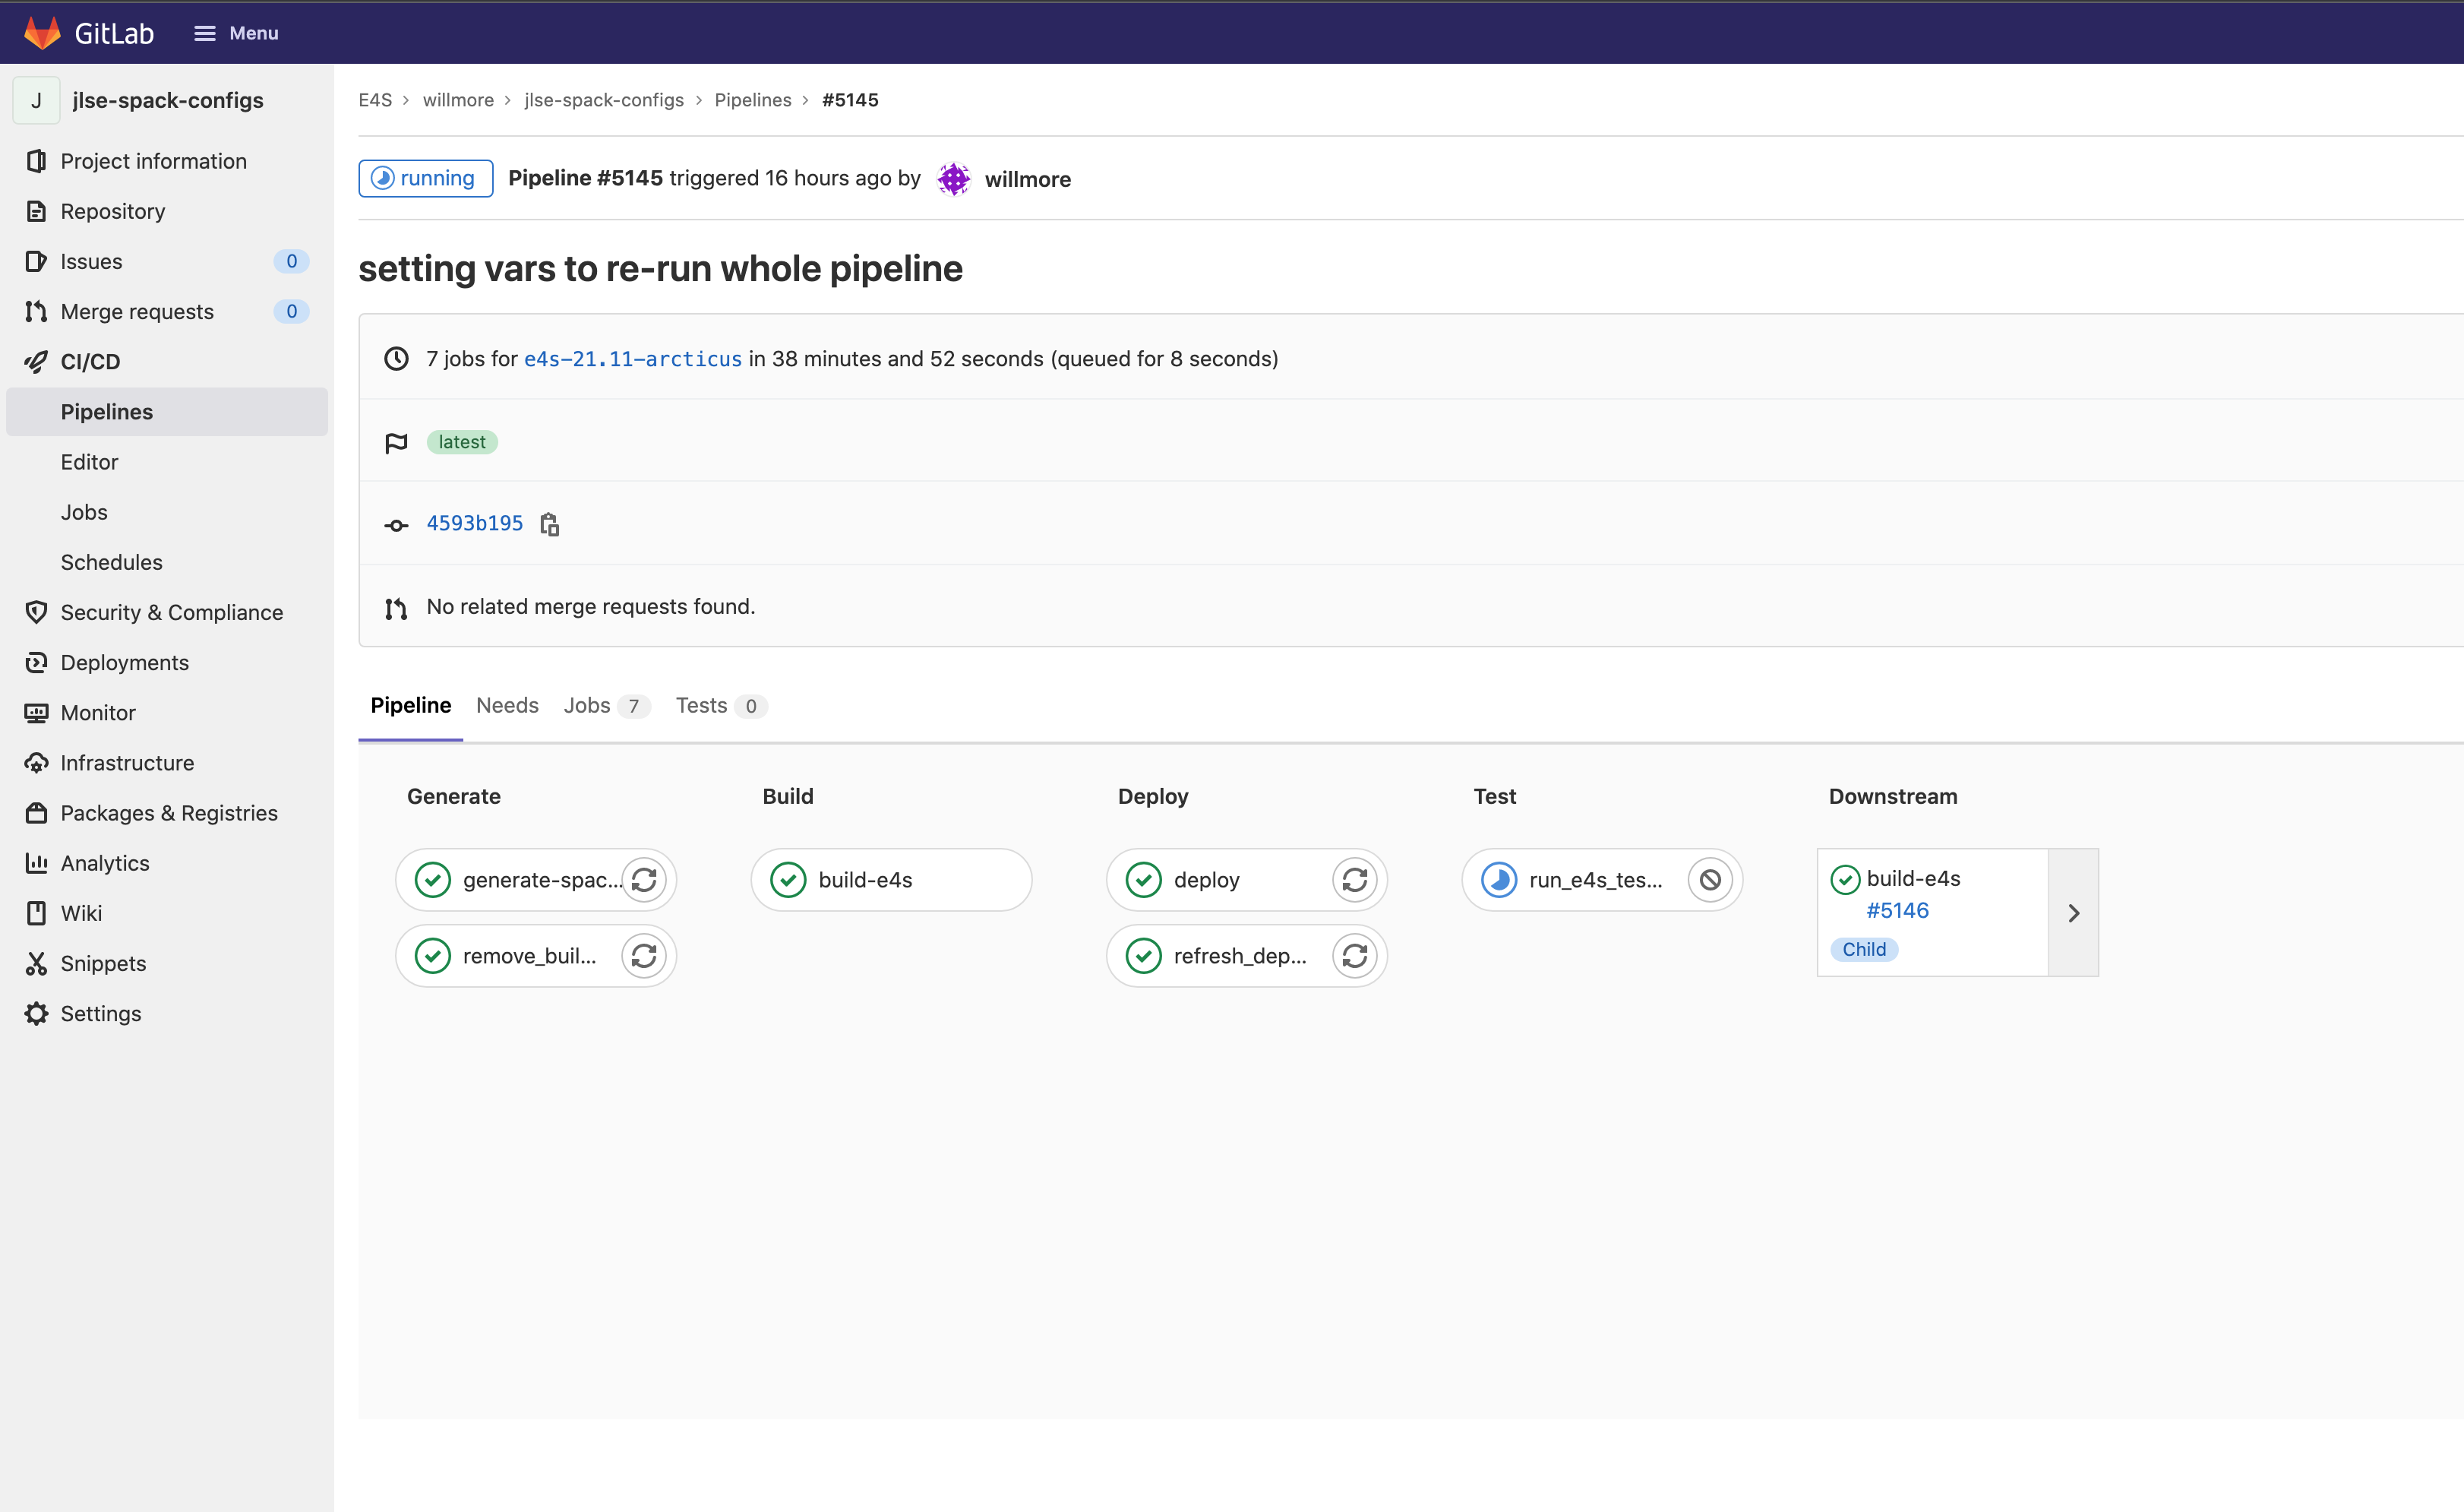 GitLab Menu
J jlse-spack-configs
Project information
Repository
Issues 0
Merge requests 0
CI/CD
Pipelines
Editor
Jobs
Schedules
Security & Compliance
Deployments
Monitor
Infrastructure
Packages & Registries
Analytics
Wiki
Snippets
Settings
E4S > willmore > jlse-spack-configs > Pipelines > #5145
running Pipeline #5145 triggered 16 hours ago by willmore
setting vars to re-run whole pipeline
7 jobs for e4s-21.11-arcticus in 38 minutes and 52 seconds (queued for 8 seconds)
latest
4593b195
No related merge requests found.
Pipeline Needs Jobs 7 Tests 0
Generate
generate-spac...
remove_buil...
Build
build-e4s
Deploy
deploy
refresh_dep...
Test
run_e4s_tes...
Downstream
build-e4s
#5146
Child